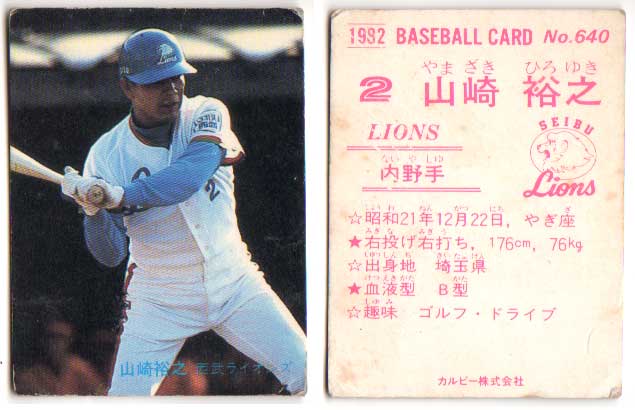 Lions
2
山崎裕之 西武ライオンズ
1982 BASEBALL CARD No.640
やまざき ひろゆき
2 山崎 裕之
LIONS
SEIBU
Lions
ないやしゅ
内野手
しょうわ ねん がつ にち ざ
☆昭和21年12月22日, やぎ座
みぎな みぎう
★右投げ右打ち, 176cm, 76kg
しゅっしんち さいたまけん
☆出身地 埼玉県
けつえきがた がた
★血液型 B型
しゅみ
☆趣味 ゴルフ・ドライブ
カルビー株式会社